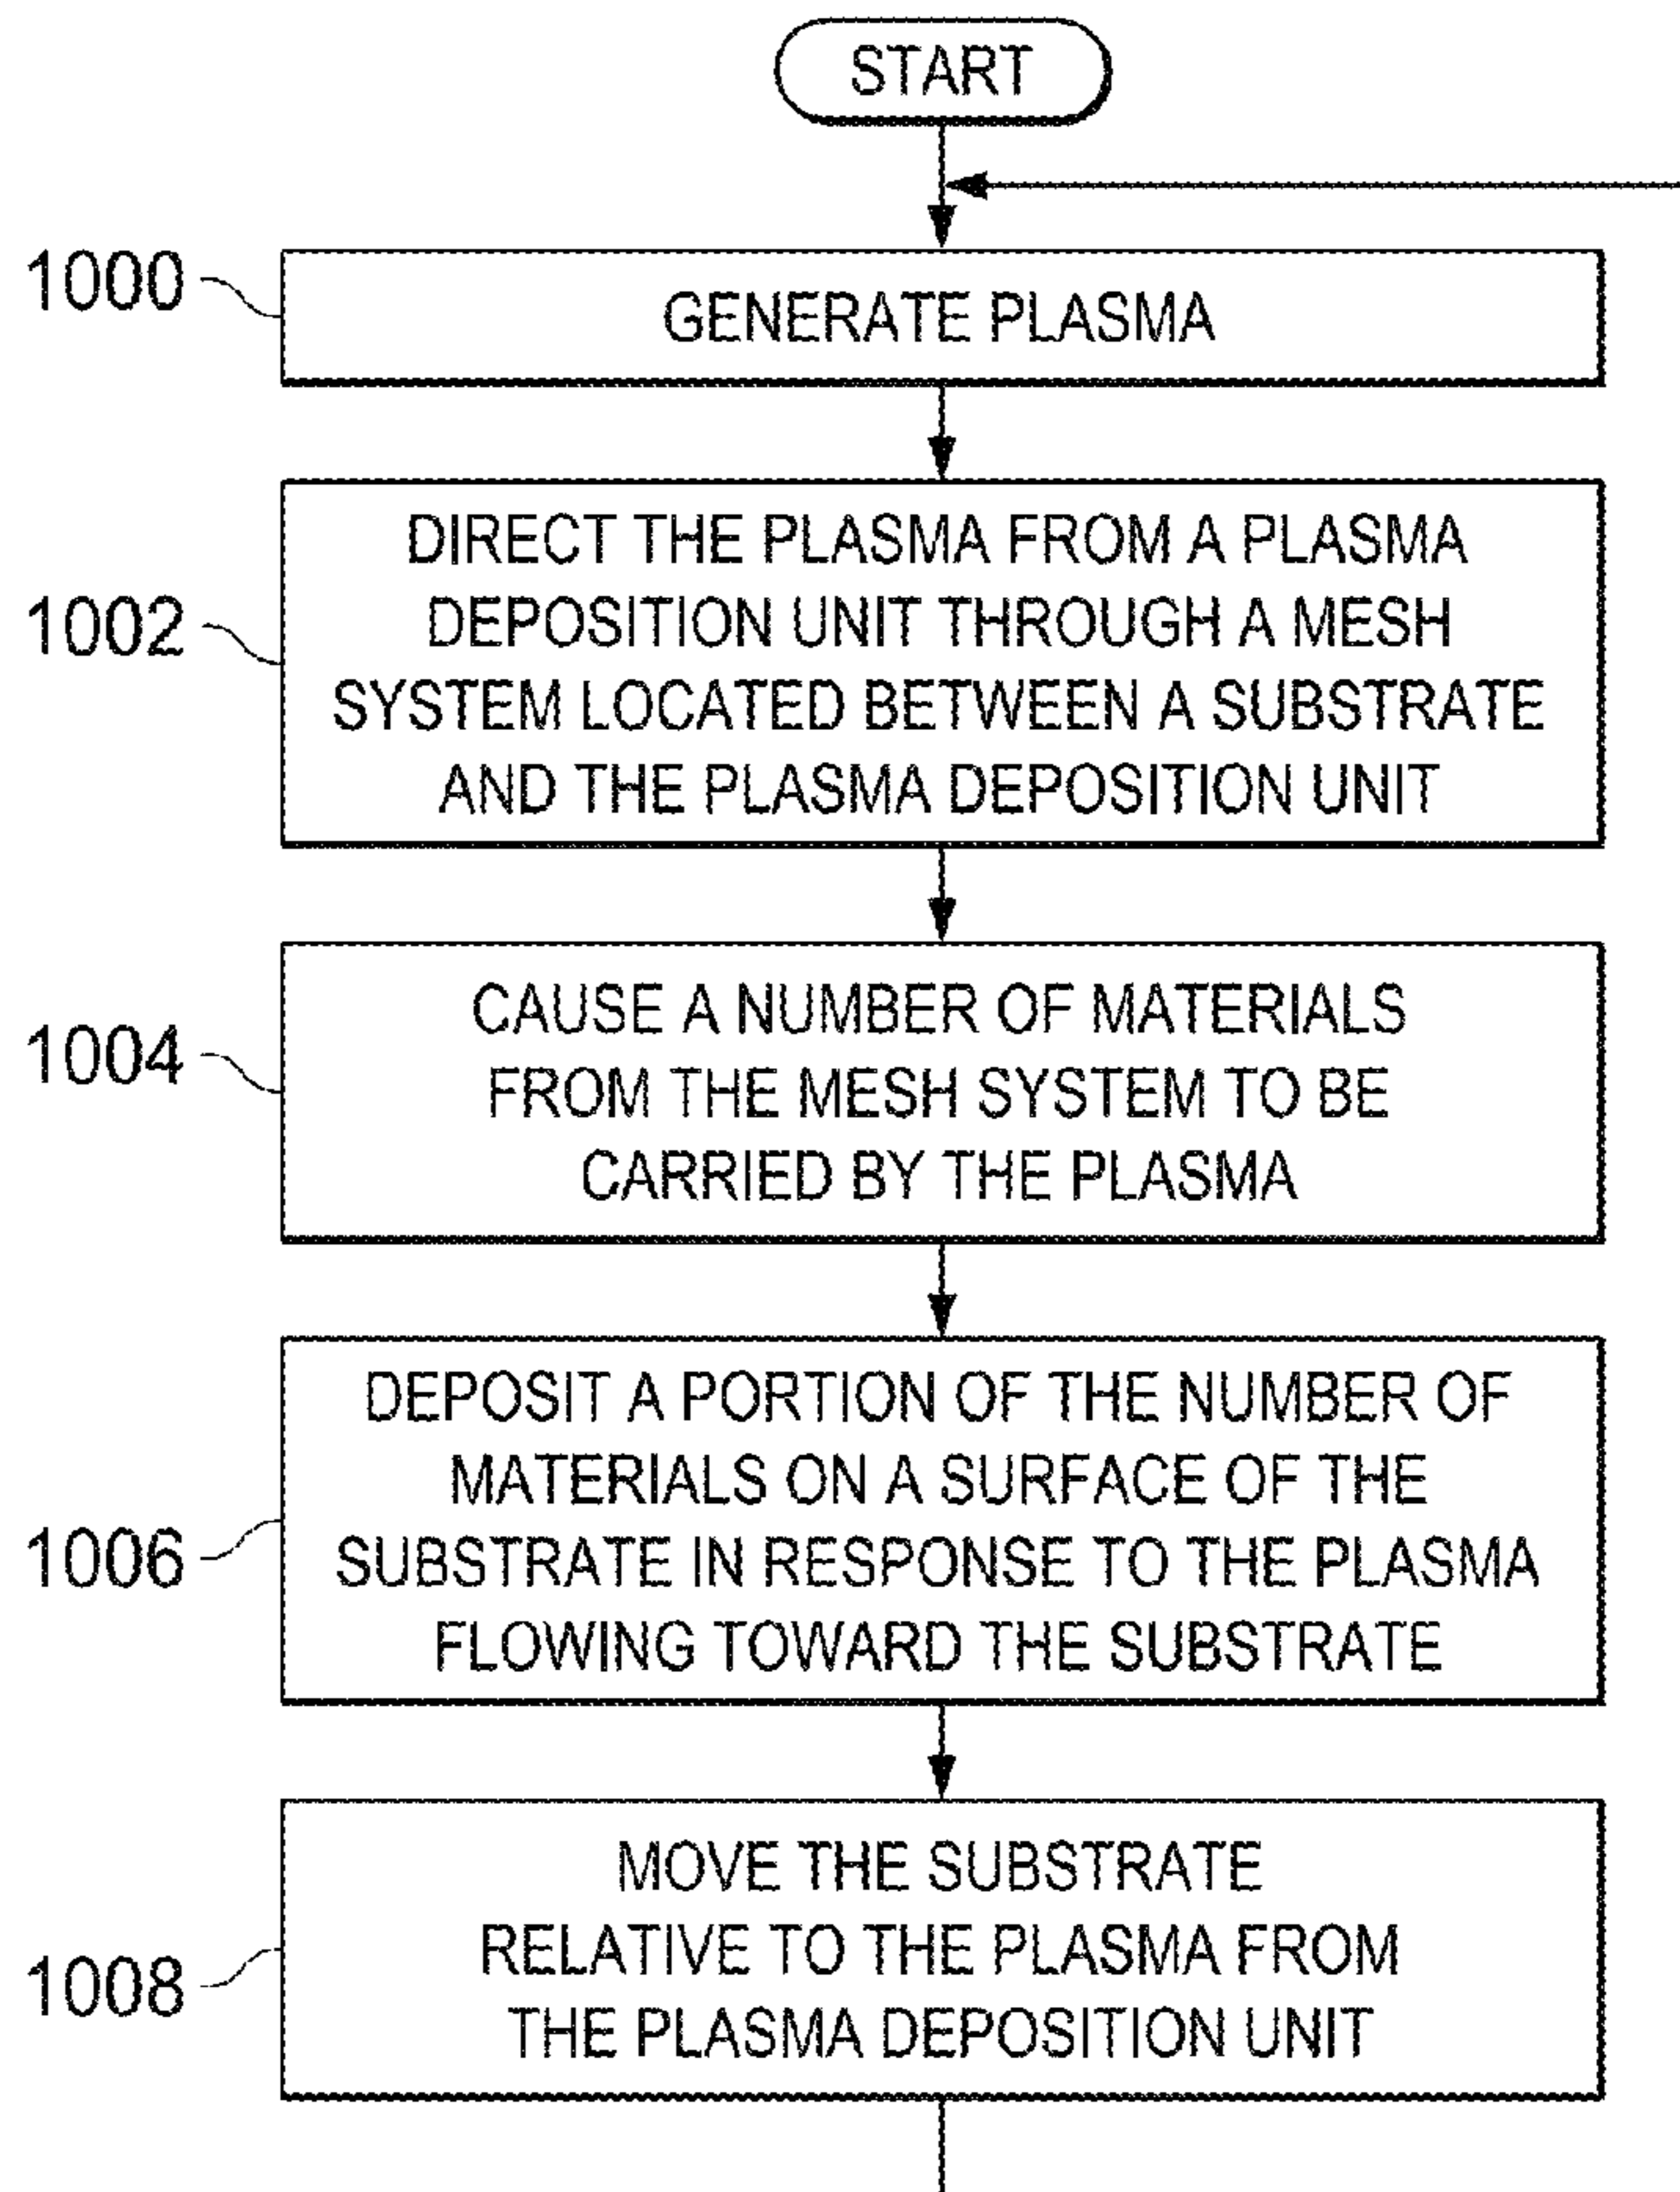 START
1000
GENERATE PLASMA
1002
DIRECT THE PLASMA FROM A PLASMA
DEPOSITION UNIT THROUGH A MESH
SYSTEM LOCATED BETWEEN A SUBSTRATE
AND THE PLASMA DEPOSITION UNIT
1004
CAUSE A NUMBER OF MATERIALS
FROM THE MESH SYSTEM TO BE
CARRIED BY THE PLASMA
1006
DEPOSIT A PORTION OF THE NUMBER OF
MATERIALS ON A SURFACE OF THE
SUBSTRATE IN RESPONSE TO THE PLASMA
FLOWING TOWARD THE SUBSTRATE
1008
MOVE THE SUBSTRATE
RELATIVE TO THE PLASMA FROM
THE PLASMA DEPOSITION UNIT